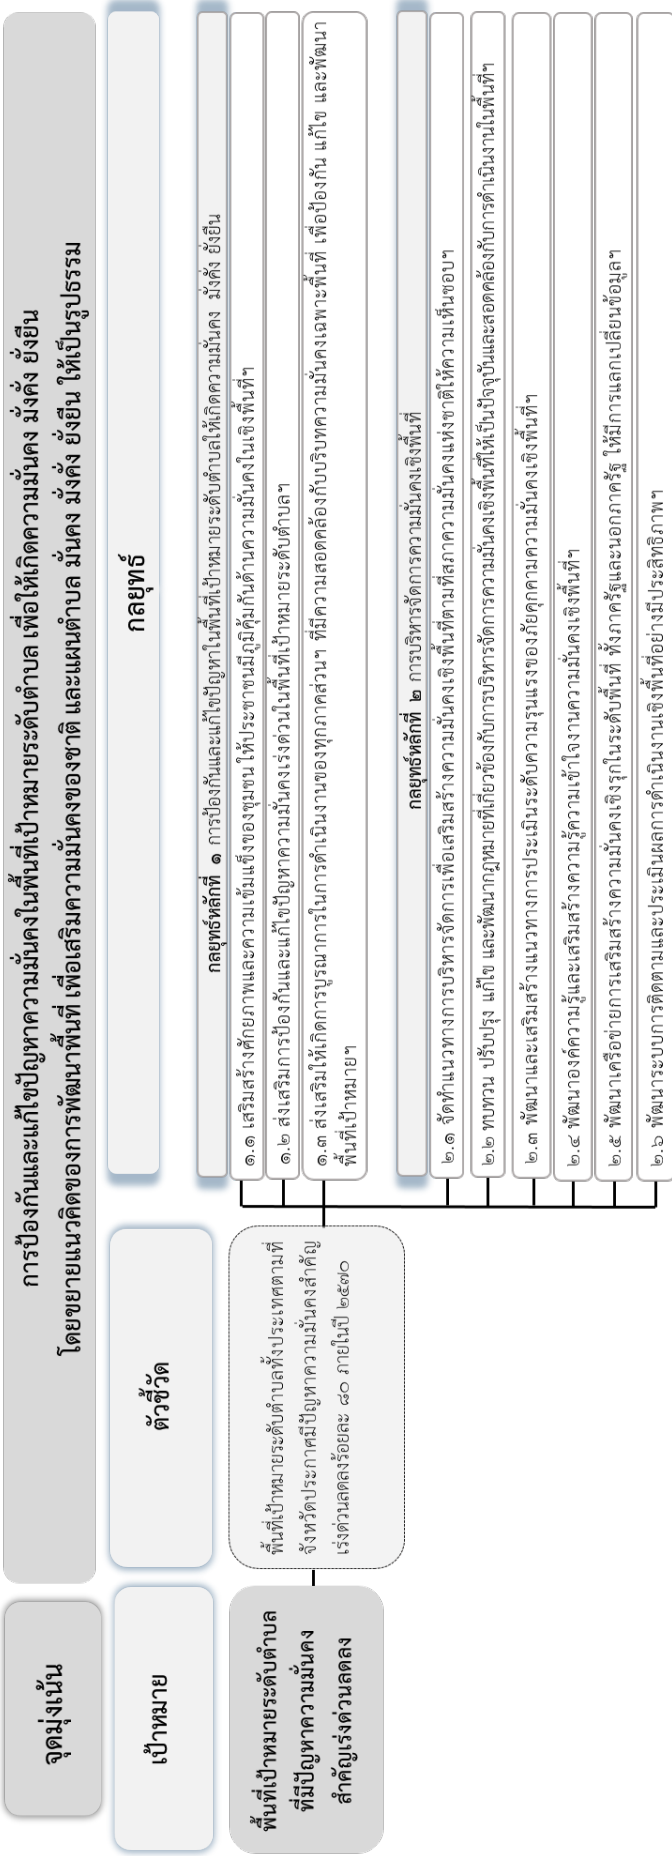 จุดมุ่งเน้น
การป้องกันและแก้ไขปัญหาความมั่นคงในพื้นที่เป้าหมายระดับตำบล เพื่อให้เกิดความมั่นคง มั่งคั่ง ยั่งยืน
โดยขยายแนวคิดของการพัฒนาพื้นที่ เพื่อเสริมความมั่นคงของชาติ และแผนตำบล มั่นคง มั่งคั่ง ยั่งยืน ให้เป็นรูปธรรม
เป้าหมาย
ตัวชี้วัด
กลยุทธ์
พื้นที่เป้าหมายระดับตำบล
ที่มีปัญหาความมั่นคง
สำคัญเร่งด่วนลดลง
พื้นที่เป้าหมายระดับตำบลทั้งประเทศตามที่
จังหวัดประกาศมีปัญหาความมั่นคงสำคัญ
เร่งด่วนลดลงร้อยละ ๘๐ ภายในปี ๒๕๗๐
กลยุทธ์หลักที่ ๑ การป้องกันและแก้ไขปัญหาในพื้นที่เป้าหมายระดับตำบลให้เกิดความมั่นคง มั่งคั่ง ยั่งยืน
๑.๑ เสริมสร้างศักยภาพและความเข้มแข็งของชุมชน ให้ประชาชนมีภูมิคุ้มกันด้านความมั่นคงในเชิงพื้นที่ฯ
๑.๒ ส่งเสริมการป้องกันและแก้ไขปัญหาความมั่นคงเร่งด่วนในพื้นที่เป้าหมายระดับตำบลฯ
๑.๓ ส่งเสริมให้เกิดการบูรณาการในการดำเนินงานของทุกภาคส่วนฯ ที่มีความสอดคล้องกับบริบทความมั่นคงเฉพาะพื้นที่ เพื่อป้องกัน แก้ไข และพัฒนา
พื้นที่เป้าหมายฯ
กลยุทธ์หลักที่ ๒ การบริหารจัดการความมั่นคงเชิงพื้นที่
๒.๑ จัดทำแนวทางการบริหารจัดการเพื่อเสริมสร้างความมั่นคงเชิงพื้นที่ตามที่สภาความมั่นคงแห่งชาติให้ความเห็นชอบฯ
๒.๒ ทบทวน ปรับปรุง แก้ไข และพัฒนากฎหมายที่เกี่ยวข้องกับการบริหารจัดการความมั่นคงเชิงพื้นที่ให้เป็นปัจจุบันและสอดคล้องกับการดำเนินงานในพื้นที่ฯ
๒.๓ พัฒนาและเสริมสร้างแนวทางการประเมินระดับความรุนแรงของภัยคุกคามความมั่นคงเชิงพื้นที่ฯ
๒.๔ พัฒนาองค์ความรู้และเสริมสร้างความรู้ความเข้าใจงานความมั่นคงเชิงพื้นที่ฯ
๒.๕ พัฒนาเครือข่ายการเสริมสร้างความมั่นคงเชิงรุกในระดับพื้นที่ ทั้งภาครัฐและนอกภาครัฐ ให้มีการแลกเปลี่ยนข้อมูลฯ
๒.๖ พัฒนาระบบการติดตามและประเมินผลการดำเนินงานเชิงพื้นที่อย่างมีประสิทธิภาพฯ